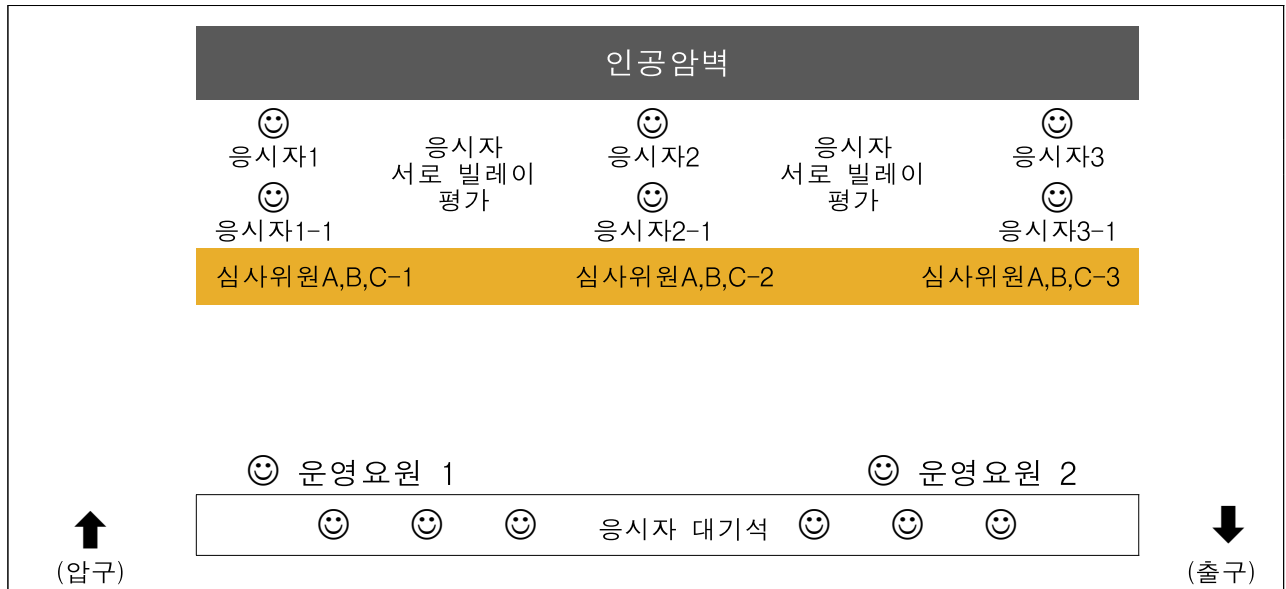 인공암벽
응시자1
응시자
서로 빌레이
평가
응시자2
응시자
서로 빌레이
평가
응시자3
응시자1-1
응시자2-1
응시자3-1
심사위원A,B,C-1
심사위원A,B,C-2
심사위원A,B,C-3
운영요원 1
운영요원 2
응시자 대기석
(압구)
(출구)